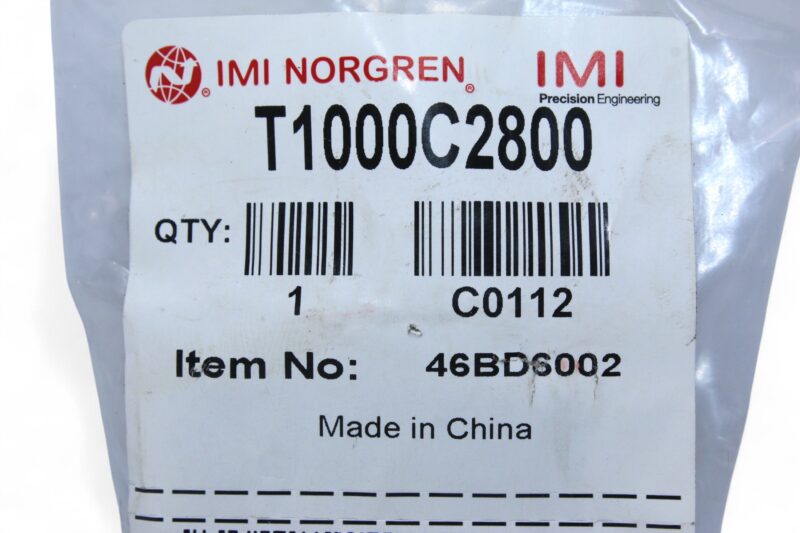 IMI NORGREN® IMI
Precision Engineering
T1000C2800
QTY:
1 C0112
Item No: 46BD6002
Made in China